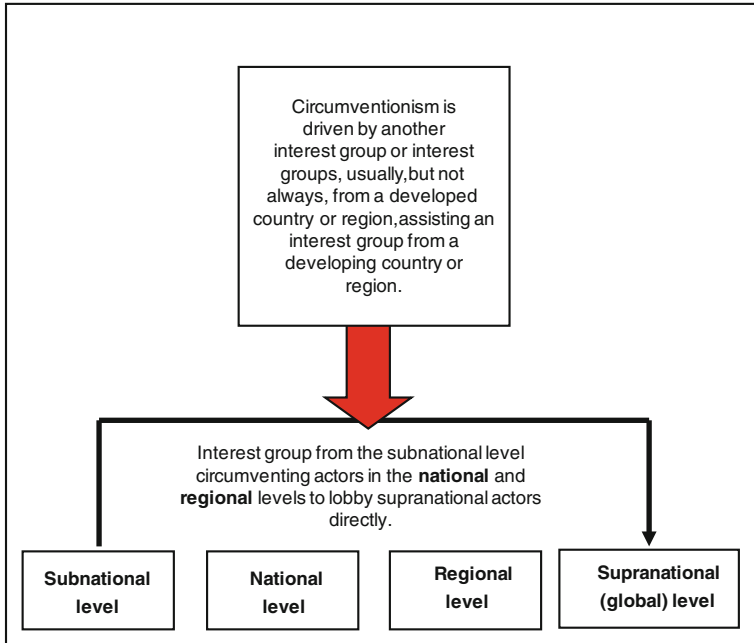 Circumventionism is
driven by another
interest group or interest
groups, usually,but not
always, from a developed
country or region,assisting an
interest group from a
developing country or
region.
Interest group from the subnational level
circumventing actors in the national and
regional levels to lobby supranational actors
directly.
Subnational
level
National
level
Regional
level
Supranational
(global) level